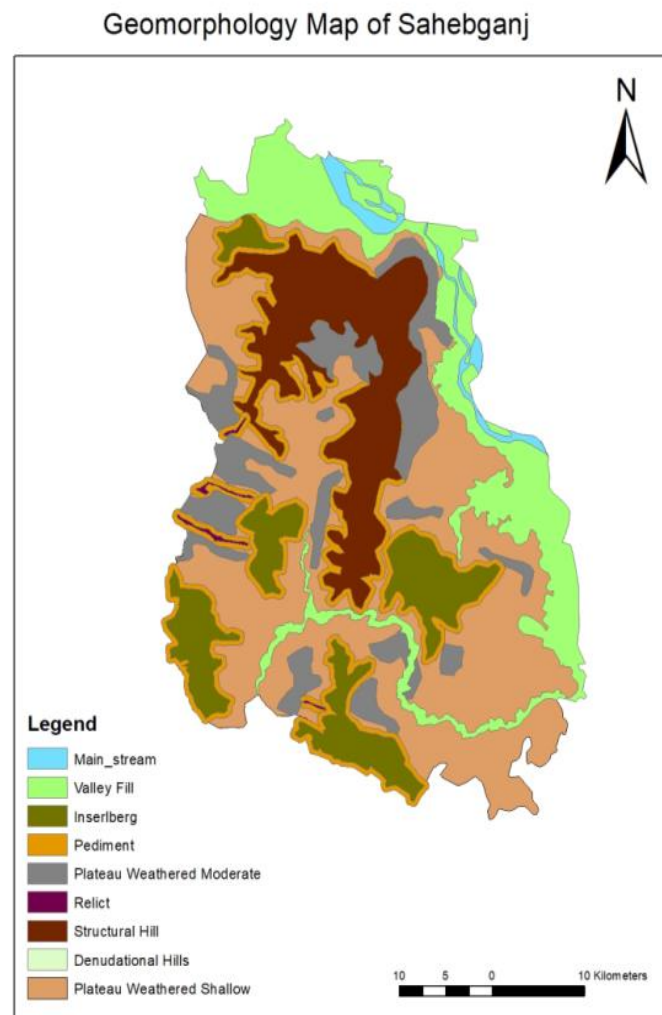 Geomorphology Map of Sahebganj
N
Legend
Main_stream
Valley Fill
Inserlberg
Pediment
Plateau Weathered Moderate
Relict
Structural Hill
Denudational Hills
Plateau Weathered Shallow
10 5 0 10 Kilometers